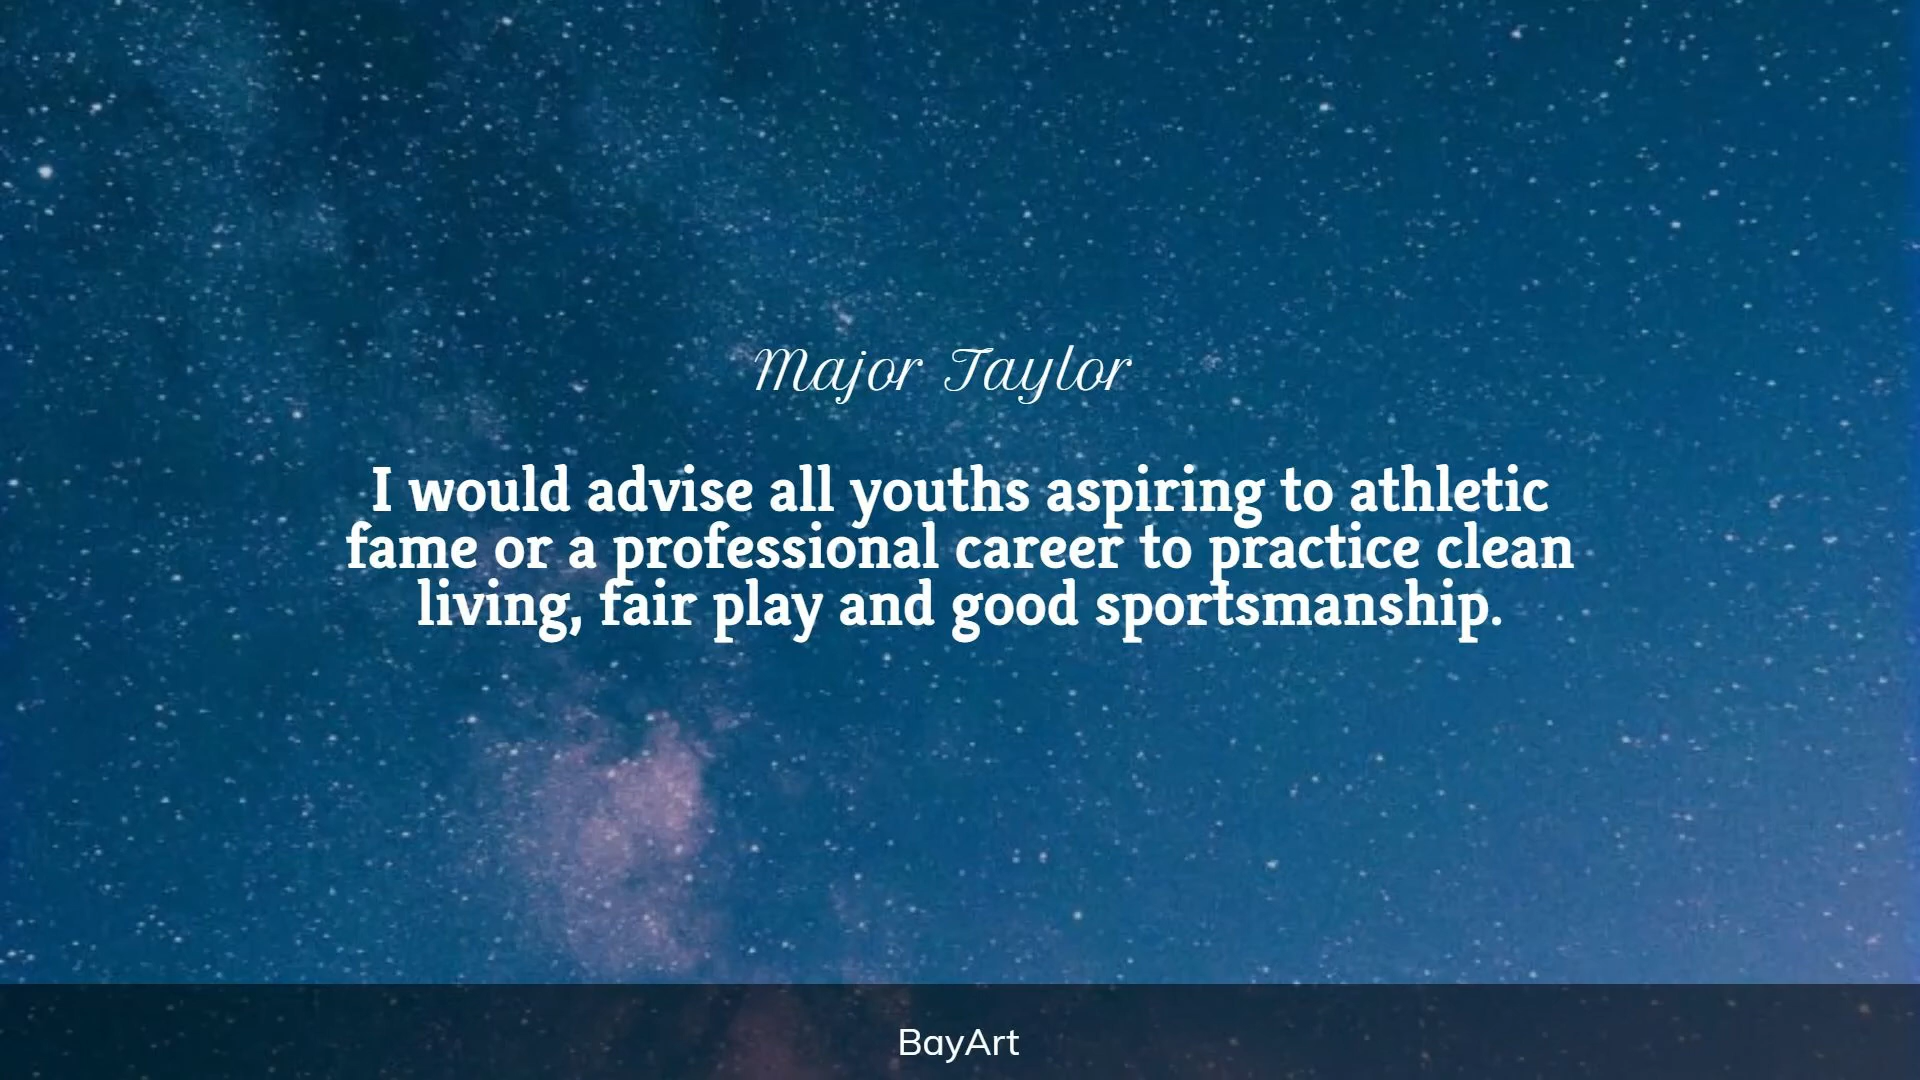 Major Taylor
I would advise all youths aspiring to athletic
fame or a professional career to practice clean
living, fair play and good sportsmanship.
BayArt